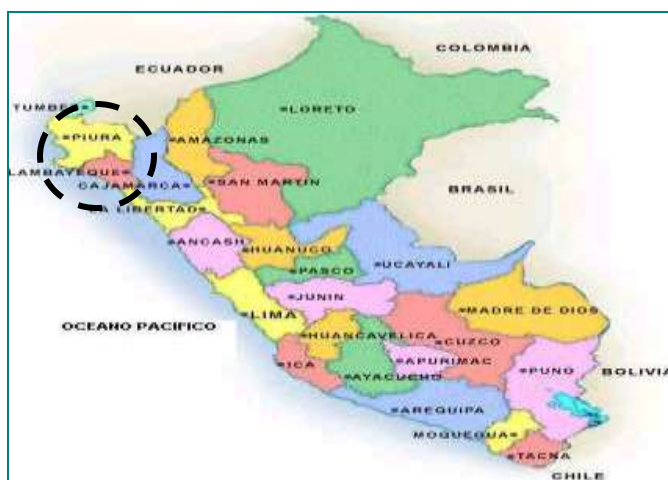 COLOMBIA
ECUADOR
TUMBES
LORETO
PIURA
AMAZONAS
LAMBAYEQUE
CAJAMARCA
SAN MARTIN
BRASIL
LA LIBERTAD
ANCASH
HUANUCO
UCAYALI
PASCO
JUNIN
LIMA
MADRE DE DIOS
OCEANO PACIFICO
HUANCAVELICA
CUZCO
ICA
APURIMAC
PUNO
BOLIVIA
AYACUCHO
AREQUIPA
MOQUEGUA
TACNA
CHILE